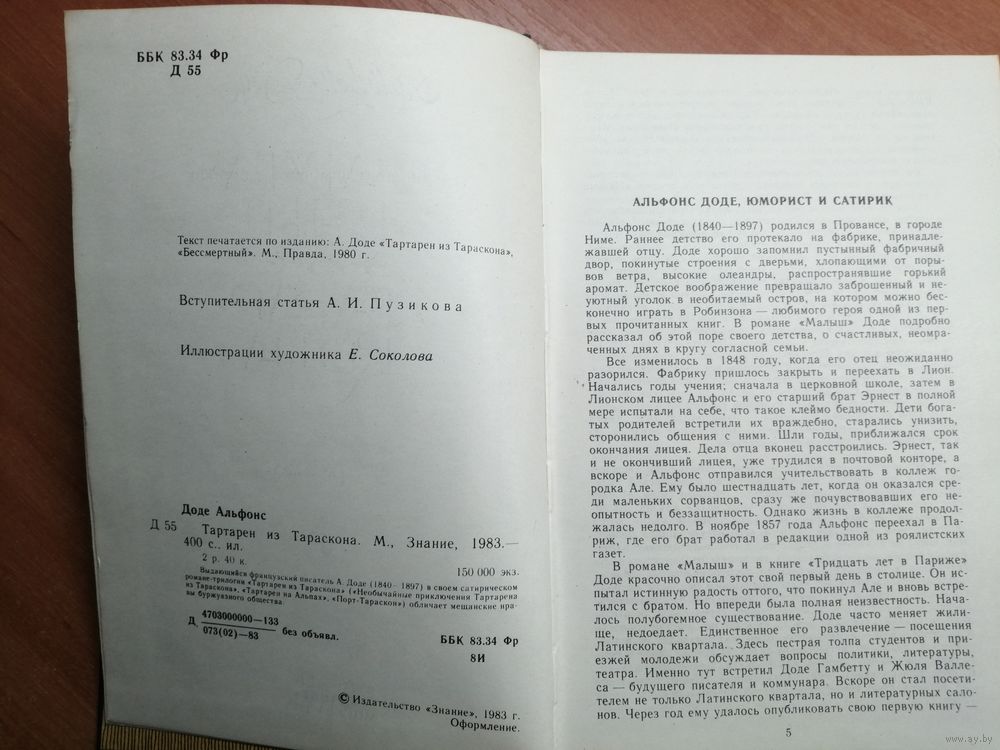 ББК 83.34 Фр
Д 55
Текст печатается по изданию: А. Доде «Тартарен из Тараскона»,
«Бессмертный». М., Правда, 1980 г.
Вступительная статья А. И. Пузикова
Иллюстрации художника Е. Соколова
Доде Альфонс
Д 55 Тартарен из Тараскона. М., Знание, 1983.—
400 с., ил.
2 р. 40 к. 150 000 экз.
Выдающийся французский писатель А. Доде (1840—1897) в своем сатирическом
романе-трилогии «Тартарен из Тараскона» («Необычайные приключения Тартарена
из Тараскона», «Тартарен на Альпах», «Порт-Тараскон») обличает мещанские нра-
вы буржуазного общества.
Д 4703000000—133
073(02)—83 без объявл.
ББК 83.34 Фр
8И
© Издательство «Знание», 1983 г.
Оформление.
АЛЬФОНС ДОДЕ, ЮМОРИСТ И САТИРИК
Альфонс Доде (1840—1897) родился в Провансе, в городе
Ниме. Раннее детство его протекало на фабрике, принадле-
жавшей отцу. Доде хорошо запомнил пустынный фабричный
двор, покинутые строения с дверьми, хлопающими от поры-
вов ветра, высокие олеандры, распространявшие горький
аромат. Детское воображение превращало заброшенный и не-
уютный уголок в необитаемый остров, на котором можно бес-
конечно играть в Робинзона — любимого героя одной из пер-
вых прочитанных книг. В романе «Малыш» Доде подробно
рассказал об этой поре своего детства, о счастливых, неомра-
ченных днях в кругу согласной семьи.
Все изменилось в 1848 году, когда его отец неожиданно
разорился. Фабрику пришлось закрыть и переехать в Лион.
Начались годы учения; сначала в церковной школе, затем в
Лионском лицее Альфонс и его старший брат Эрнест в полной
мере испытали на себе, что такое клеймо бедности. Дети бога-
тых родителей встретили их враждебно, старались унизить,
сторонились общения с ними. Шли годы, приближался срок
окончания лицея. Дела отца вконец расстроились. Эрнест, так
и не окончивший лицея, уже трудился в почтовой конторе, а
вскоре и Альфонс отправился учительствовать в коллеж го-
родка Але. Ему было шестнадцать лет, когда он оказался сре-
ди маленьких сорванцов, сразу же почувствовавших его не-
опытность и беззащитность. Однако жизнь в коллеже продол-
жалась недолго. В ноябре 1857 года Альфонс переехал в Па-
риж, где его брат работал в редакции одной из роялистских
газет.
В романе «Малыш» и в книге «Тридцать лет в Париже»
Доде красочно описал этот свой первый день в столице. Он ис-
пытал истинную радость оттого, что покинул Але и вновь встре-
тился с братом. Но впереди была полная неизвестность. Нача-
лось полубогемное существование. Доде часто меняет жили-
ще, недоедает. Единственное его развлечение — посещения
Латинского квартала. Здесь пестрая толпа студентов и при-
езжей молодежи обсуждает вопросы политики, литературы,
театра. Именно тут встретил Доде Гамбетту и Жюля Валле-
са — будущего писателя и коммунара. Вскоре он стал посети-
телем не только Латинского квартала, но и литературных сало-
нов. Через год ему удалось опубликовать свою первую книгу —
5
www.ay.by